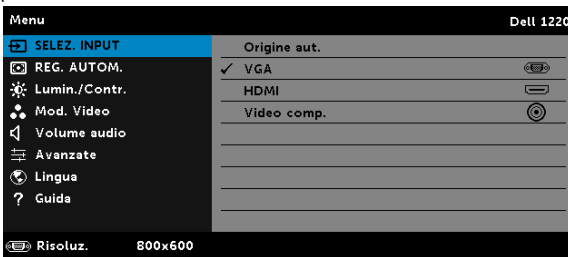 Menu Dell 1220
SELEZ. INPUT
REG. AUTOM.
Lumin./Contr.
Mod. Video
Volume audio
Avanzate
Lingua
? Guida
Origine aut.
✓ VGA
HDMI
Video comp.
Risoluz. 800x600